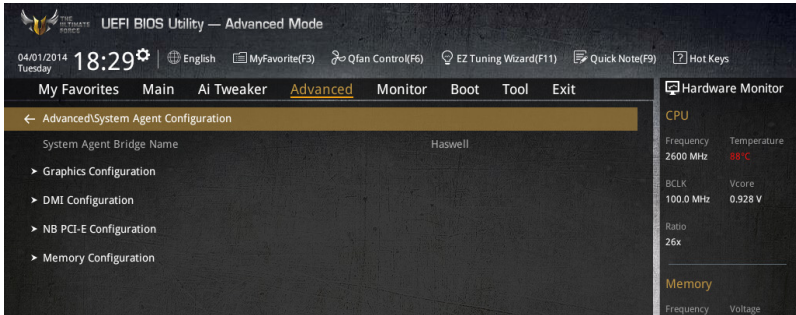 THE ULTIMATE FORCE
UEFI BIOS Utility — Advanced Mode
04/01/2014 Tuesday 18:29 English MyFavorite(F3) Qfan Control(F6) EZ Tuning Wizard(F11) Quick Note(F9) ? Hot Keys
My Favorites Main Ai Tweaker Advanced Monitor Boot Tool Exit
Hardware Monitor
← Advanced\System Agent Configuration
System Agent Bridge Name Haswell
> Graphics Configuration
> DMI Configuration
> NB PCI-E Configuration
> Memory Configuration
CPU
Frequency Temperature
2600 MHz 88°C
BCLK Vcore
100.0 MHz 0.928 V
Ratio
26x
Memory
Frequency Voltage